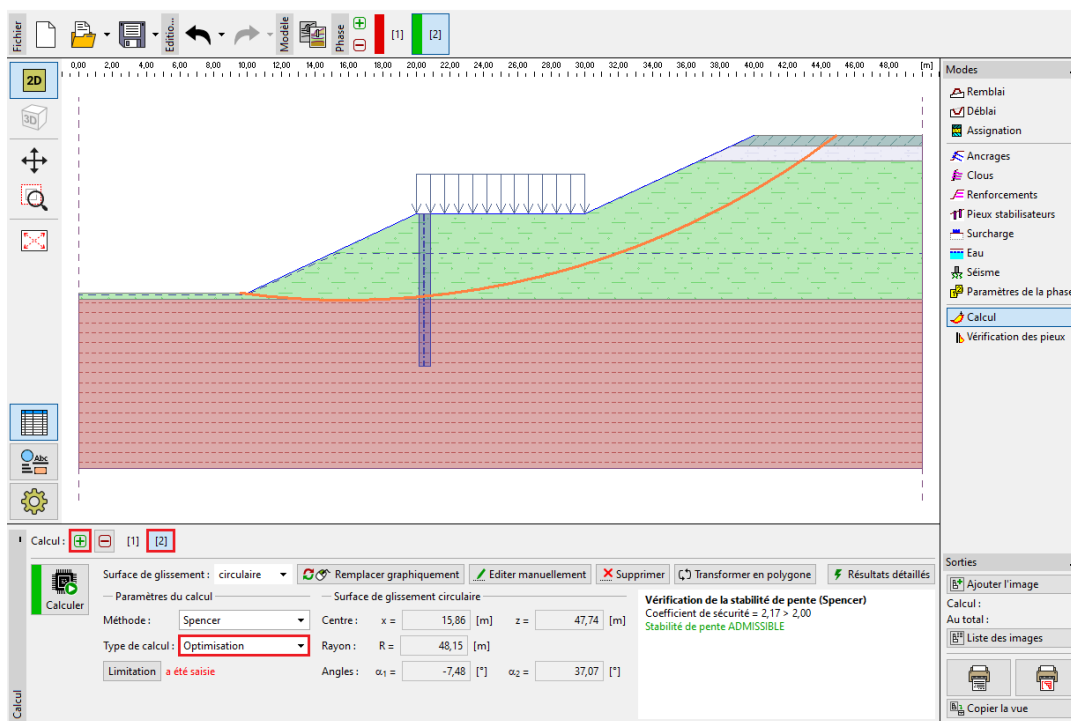 Fichier
Editio...
Modèle
Phase
[1]
[2]
0,00 2,00 4,00 6,00 8,00 10,00 12,00 14,00 16,00 18,00 20,00 22,00 24,00 26,00 28,00 30,00 32,00 34,00 36,00 38,00 40,00 42,00 44,00 46,00 48,00 [m]
2D
3D
Abc
Modes
Remblai
Déblai
Assignation
Ancrages
Clous
Renforcements
Pieux stabilisateurs
Surcharge
Eau
Séisme
Paramètres de la phase
Calcul
Vérification des pieux
Calcul : [1] [2]
Calculer
Surface de glissement : circulaire Remplacer graphiquement Editer manuellement Supprimer Transformer en polygone Résultats détaillés
Paramètres du calcul
Méthode : Spencer
Type de calcul : Optimisation
Limitation a été saisie
Surface de glissement circulaire
Centre : x = 15,86 [m] z = 47,74 [m]
Rayon : R = 48,15 [m]
Angles : α1 = -7,48 [°] α2 = 37,07 [°]
Vérification de la stabilité de pente (Spencer)
Coefficient de sécurité = 2,17 > 2,00
Stabilité de pente ADMISSIBLE
Calcul
Sorties
Ajouter l'image
Calcul :
Au total :
Liste des images
Copier la vue